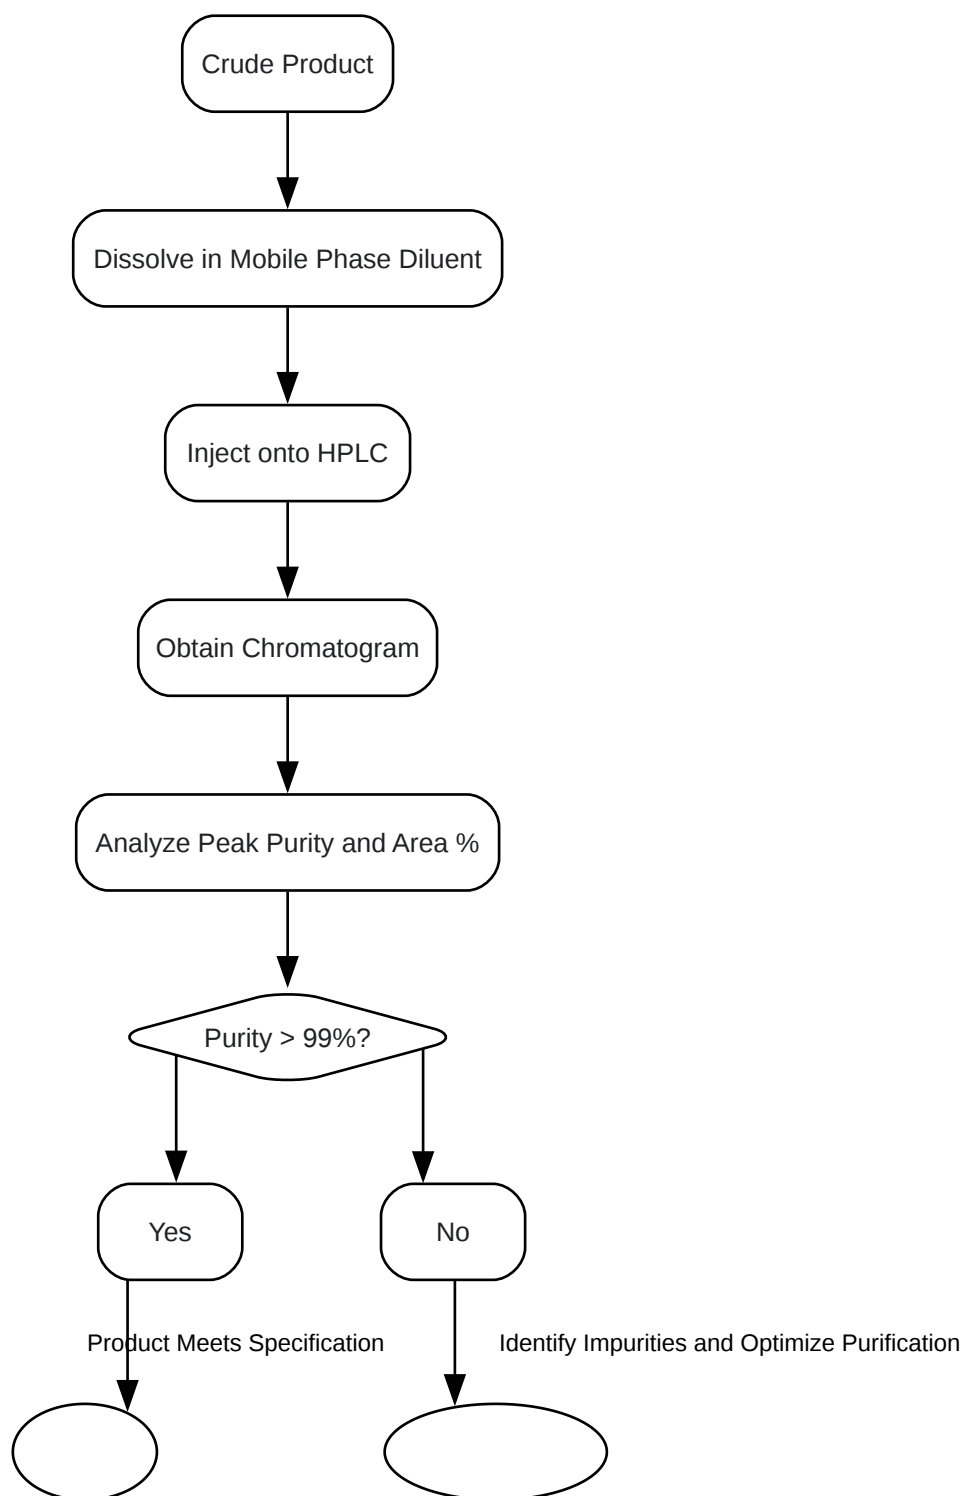 Crude Product
Dissolve in Mobile Phase Diluent
Inject onto HPLC
Obtain Chromatogram
Analyze Peak Purity and Area %
Purity > 99%?
Yes
No
Product Meets Specification
Identify Impurities and Optimize Purification